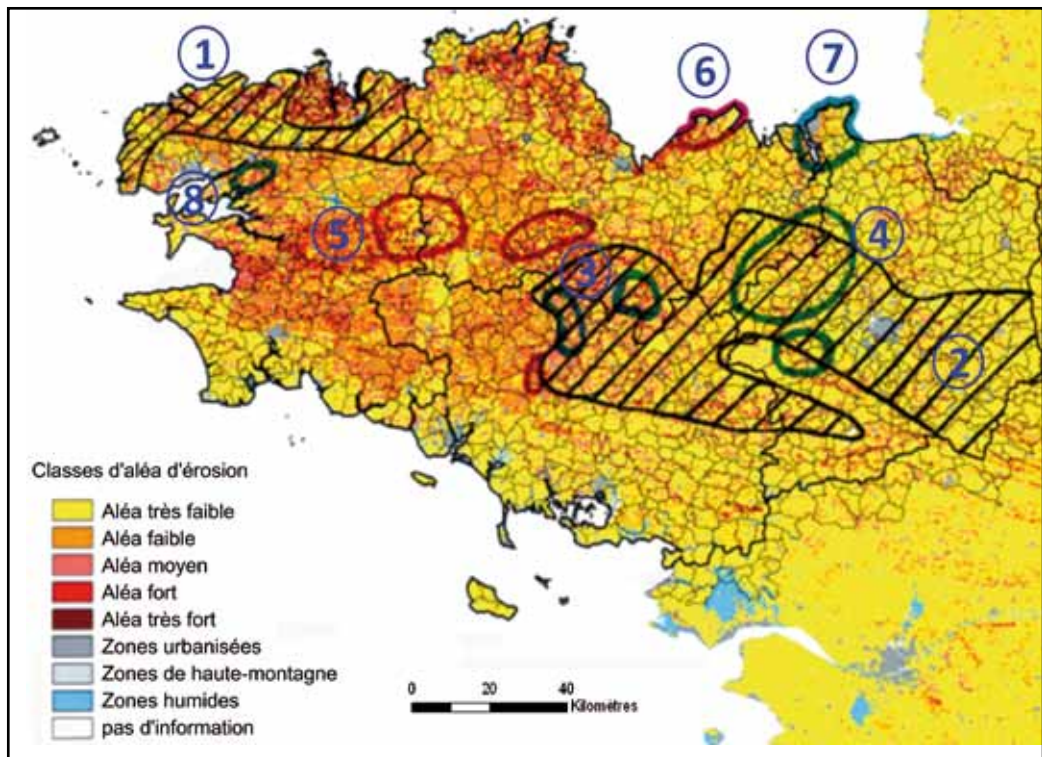 1
6
7
8
5
3
4
2
Classes d'aléa d'érosion
Aléa très faible
Aléa faible
Aléa moyen
Aléa fort
Aléa très fort
Zones urbanisées
Zones de haute-montagne
Zones humides
pas d'information
0 20 40
Kilométres